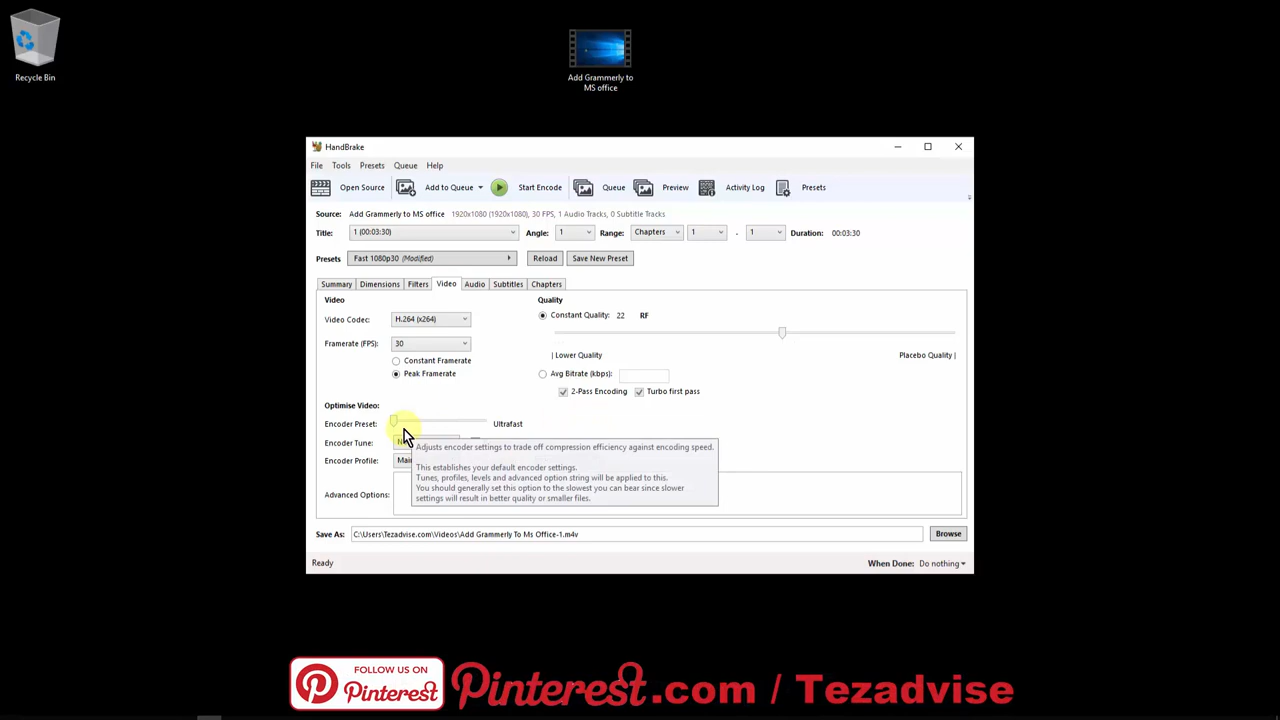 Recycle Bin
Add Grammerly to
MS office
HandBrake
File Tools Presets Queue Help
Open Source Add to Queue Start Encode Queue Preview Activity Log Presets
Source: Add Grammerly to MS office 1920x1080 (1920x1080), 30 FPS, 1 Audio Tracks, 0 Subtitle Tracks
Title: 1 (00:03:30) Angle: 1 Range: Chapters 1 - 1 Duration: 00:03:30
Presets Fast 1080p30 (Modified) Reload Save New Preset
Summary Dimensions Filters Video Audio Subtitles Chapters
Video Quality
Video Codec: H.264 (x264) Constant Quality: 22 RF
Framerate (FPS): 30
| Lower Quality Placebo Quality |
Constant Framerate
Peak Framerate Avg Bitrate (kbps):
2-Pass Encoding Turbo first pass
Optimise Video:
Encoder Preset: Ultrafast
Encoder Tune:
Adjusts encoder settings to trade off compression efficiency against encoding speed.
Encoder Profile: Mai
This establishes your default encoder settings.
Tunes, profiles, levels and advanced option string will be applied to this.
You should generally set this option to the slowest you can bear since slower
settings will result in better quality or smaller files.
Advanced Options:
Save As: C:\Users\Tezadvise.com\Videos\Add Grammerly To Ms Office-1.m4v Browse
Ready When Done: Do nothing
FOLLOW US ON
Pinterest
Pinterest.com / Tezadvise